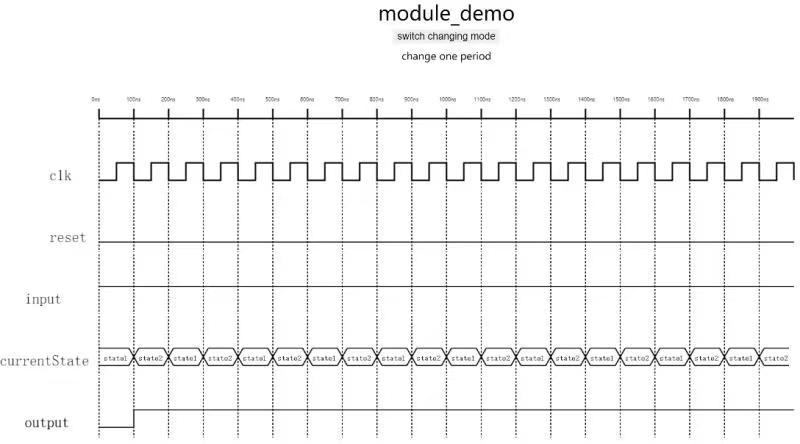 module_demo
switch changing mode
change one period
0ns 100ns 200ns 300ns 400ns 500ns 600ns 700ns 800ns 900ns 1000ns 1100ns 1200ns 1300ns 1400ns 1500ns 1600ns 1700ns 1800ns 1900ns
clk
reset
input
currentState state1 state2 state1 state2 state1 state2 state1 state2 state1 state2 state1 state2 state1 state2 state1 state2 state1 state2 state1 state2
output